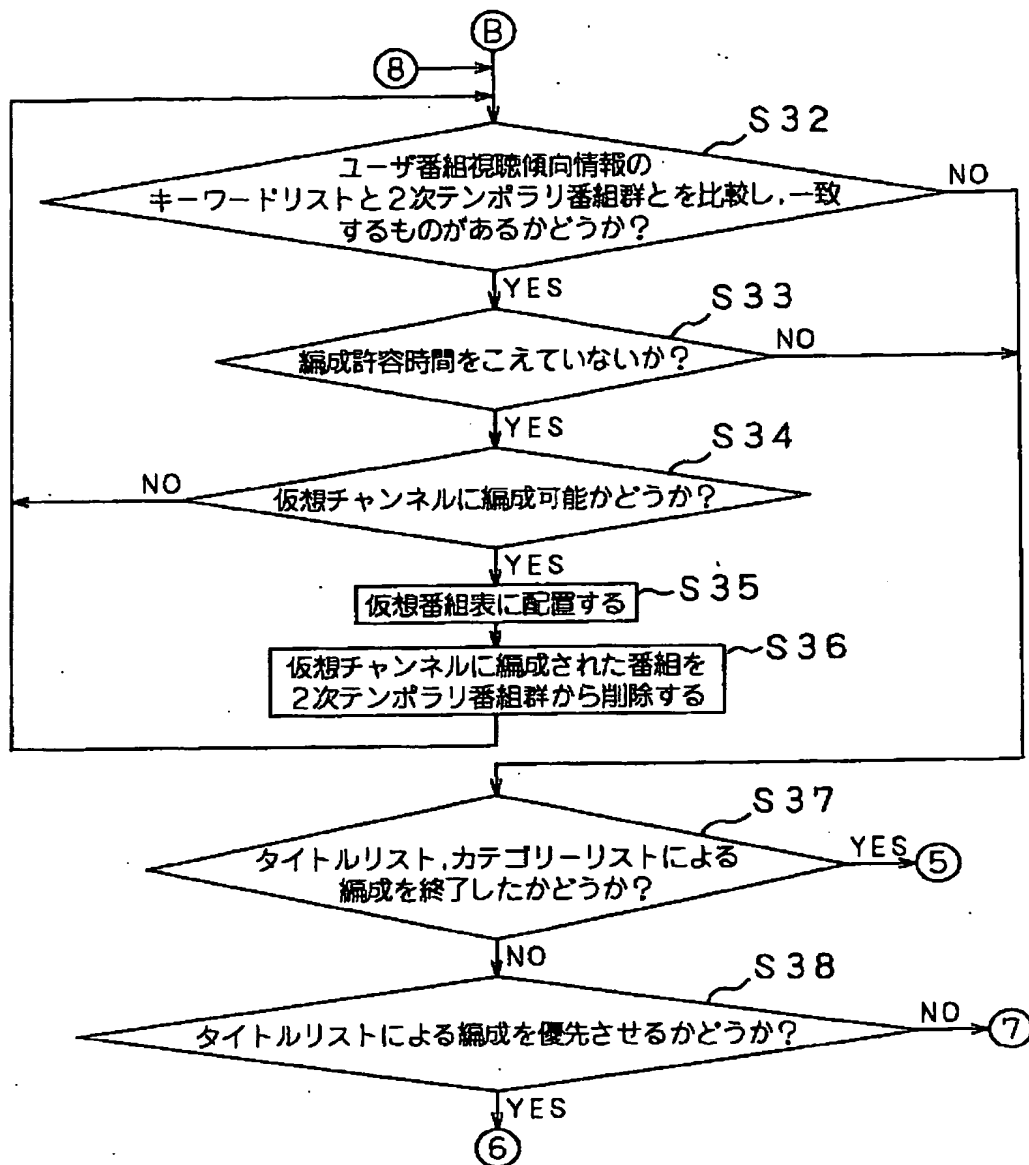 B
8
S32
ユーザ番組視聴傾向情報の
NO
キーワードリストと2次テンポラリ番組群とを比較し,一致
するものがあるかどうか?
YES
S33
NO
編成許容時間をこえていないか?
YES
S34
NO
仮想チャンネルに編成可能かどうか?
YES
S35
仮想番組表に配置する
S36
仮想チャンネルに編成された番組を
2次テンポラリ番組群から削除する
S37
タイトルリスト,カテゴリーリストによる
YES
5
編成を終了したかどうか?
NO
S38
タイトルリストによる編成を優先させるかどうか?
NO
7
YES
6